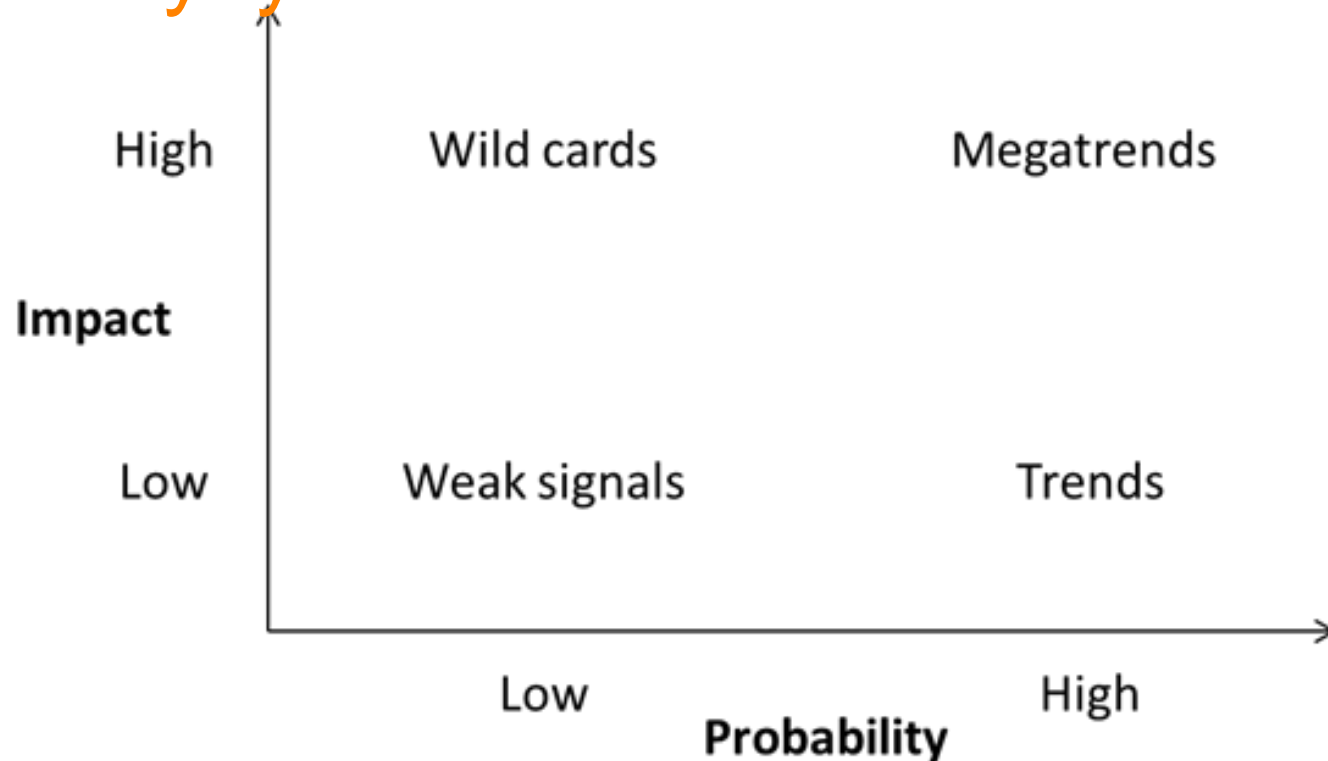 High Wild cards Megatrends
Impact
Low Weak signals Trends
Low High
Probability